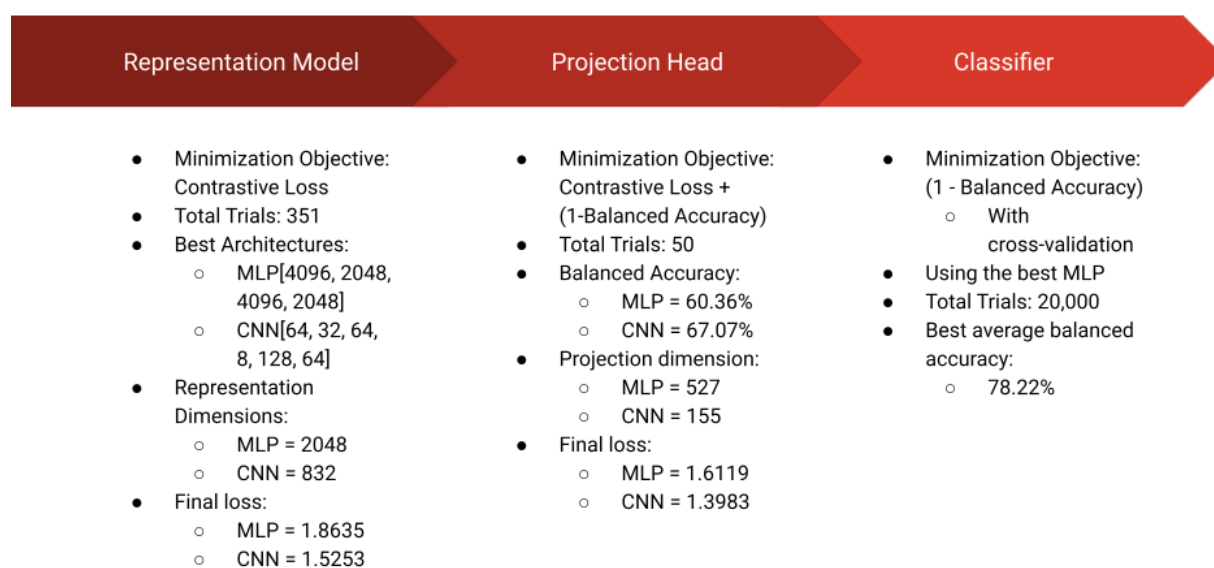 Representation Model
Projection Head
Classifier
● Minimization Objective:
Contrastive Loss
● Total Trials: 351
● Best Architectures:
○ MLP[4096, 2048,
4096, 2048]
○ CNN[64, 32, 64,
8, 128, 64]
● Representation
Dimensions:
○ MLP = 2048
○ CNN = 832
● Final loss:
○ MLP = 1.8635
○ CNN = 1.5253
● Minimization Objective:
Contrastive Loss +
(1-Balanced Accuracy)
● Total Trials: 50
● Balanced Accuracy:
○ MLP = 60.36%
○ CNN = 67.07%
● Projection dimension:
○ MLP = 527
○ CNN = 155
● Final loss:
○ MLP = 1.6119
○ CNN = 1.3983
● Minimization Objective:
(1 - Balanced Accuracy)
○ With
cross-validation
● Using the best MLP
● Total Trials: 20,000
● Best average balanced
accuracy:
○ 78.22%